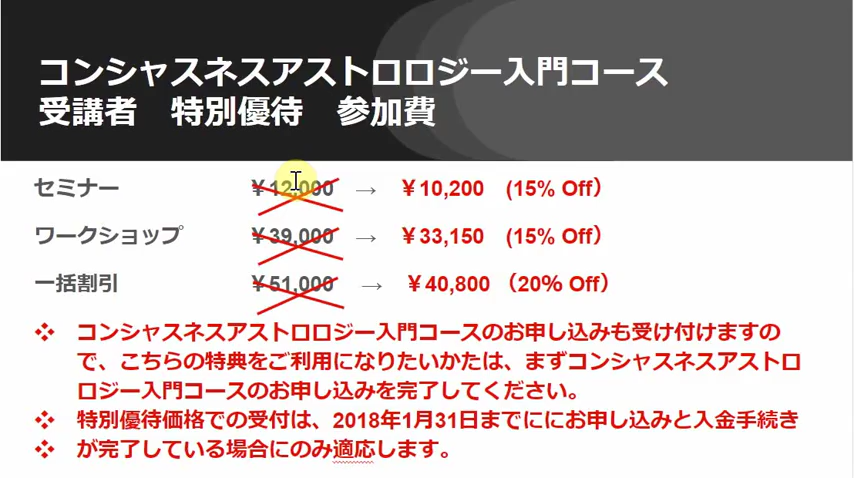 コンシャスネスアストロロジー入門コース
受講者　特別優待　参加費
セミナー ￥12,000 → ￥10,200 (15% Off）
ワークショップ ￥39,000 → ￥33,150 (15% Off）
一括割引 ￥51,000 → ￥40,800 （20% Off）
❖ コンシャスネスアストロロジー入門コースのお申し込みも受け付けますの
で、こちらの特典をご利用になりたいかたは、まずコンシャスネスアストロ
ロジー入門コースのお申し込みを完了してください。
❖ 特別優待価格での受付は、2018年1月31日までににお申し込みと入金手続き
❖ が完了している場合にのみ適応します。